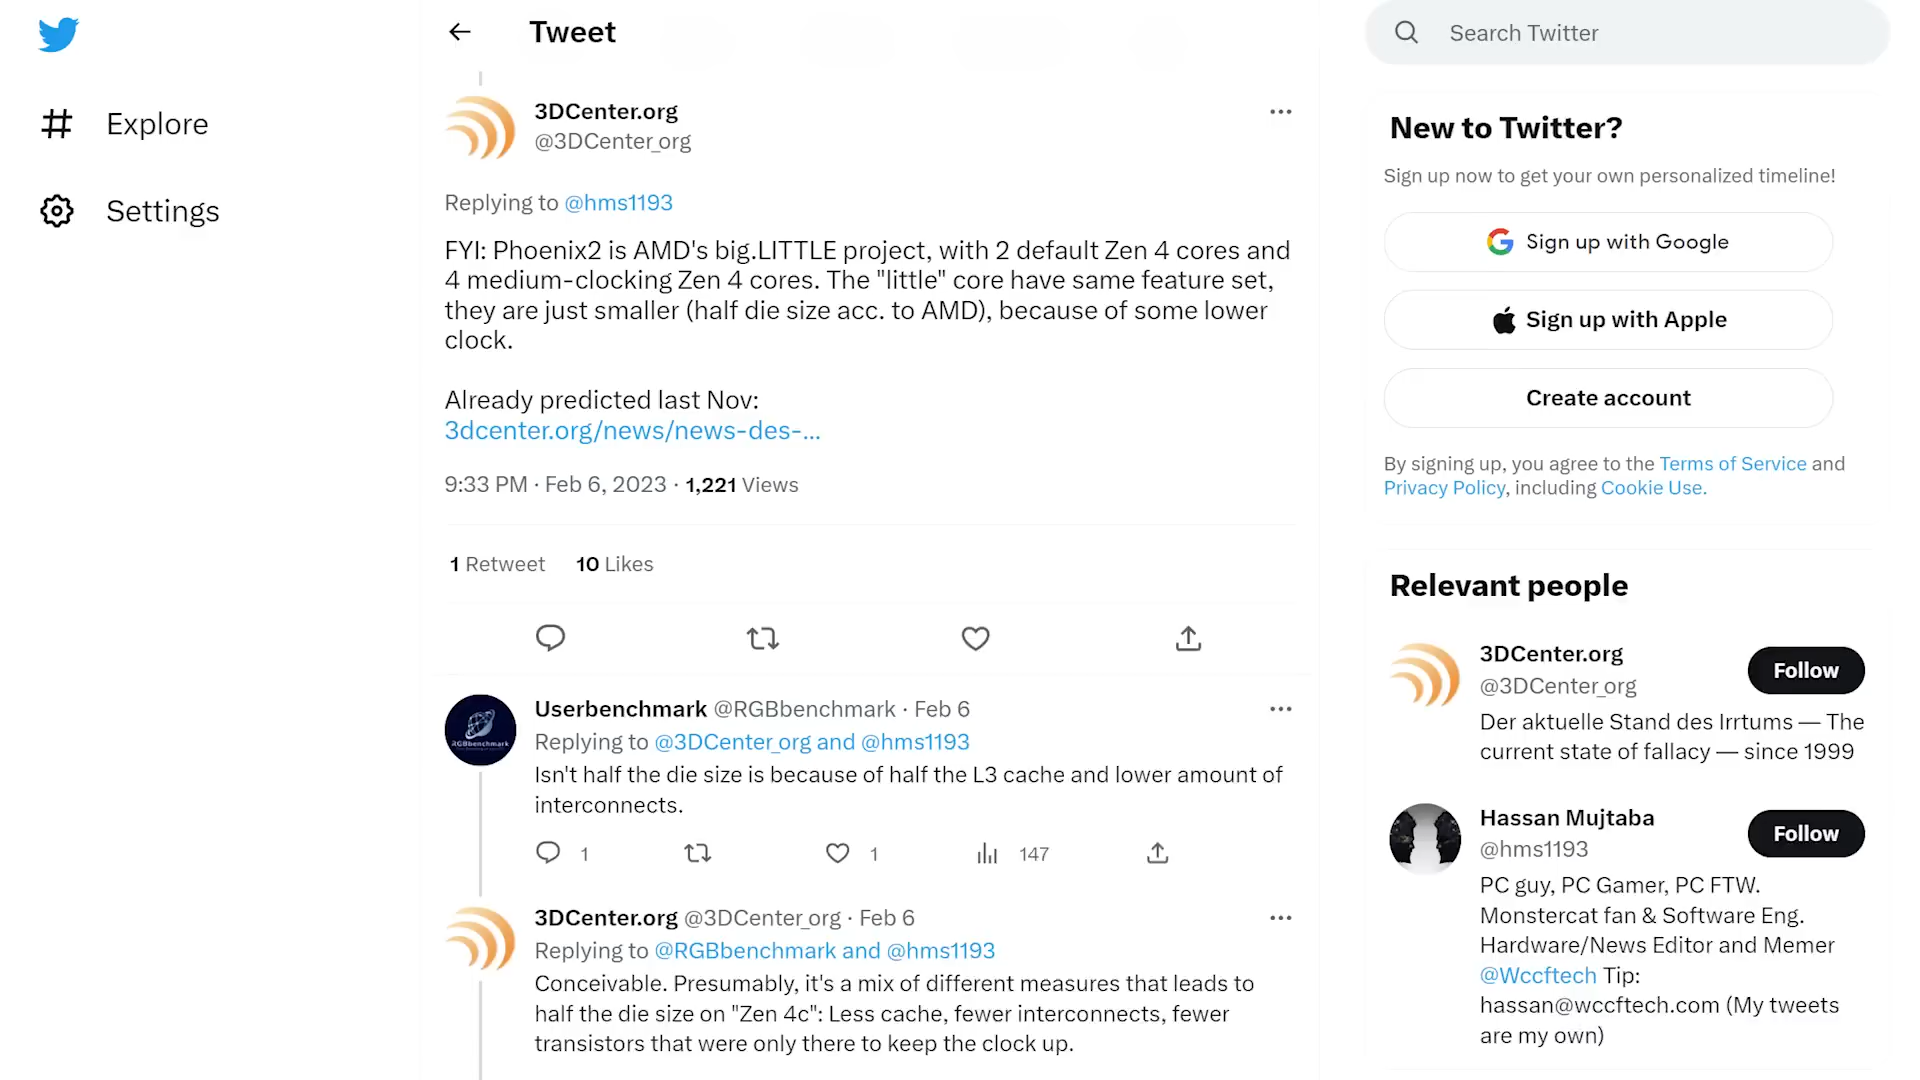 Explore
Settings
Tweet
3DCenter.org
@3DCenter_org
Replying to @hms1193
FYI: Phoenix2 is AMD's big.LITTLE project, with 2 default Zen 4 cores and
4 medium-clocking Zen 4 cores. The "little" core have same feature set,
they are just smaller (half die size acc. to AMD), because of some lower
clock.
Already predicted last Nov:
3dcenter.org/news/news-des-...
9:33 PM · Feb 6, 2023 · 1,221 Views
1 Retweet 10 Likes
Userbenchmark @RGBbenchmark · Feb 6
RGBbenchmark
Replying to @3DCenter_org and @hms1193
Isn't half the die size is because of half the L3 cache and lower amount of
interconnects.
1 1 147
3DCenter.org @3DCenter_org · Feb 6
Replying to @RGBbenchmark and @hms1193
Conceivable. Presumably, it's a mix of different measures that leads to
half the die size on "Zen 4c": Less cache, fewer interconnects, fewer
transistors that were only there to keep the clock up.
Search Twitter
New to Twitter?
Sign up now to get your own personalized timeline!
Sign up with Google
Sign up with Apple
Create account
By signing up, you agree to the Terms of Service and
Privacy Policy, including Cookie Use.
Relevant people
3DCenter.org
@3DCenter_org
Follow
Der aktuelle Stand des Irrtums — The
current state of fallacy — since 1999
Hassan Mujtaba
@hms1193
Follow
PC guy, PC Gamer, PC FTW.
Monstercat fan & Software Eng.
Hardware/News Editor and Memer
@Wccftech Tip:
hassan@wccftech.com (My tweets
are my own)